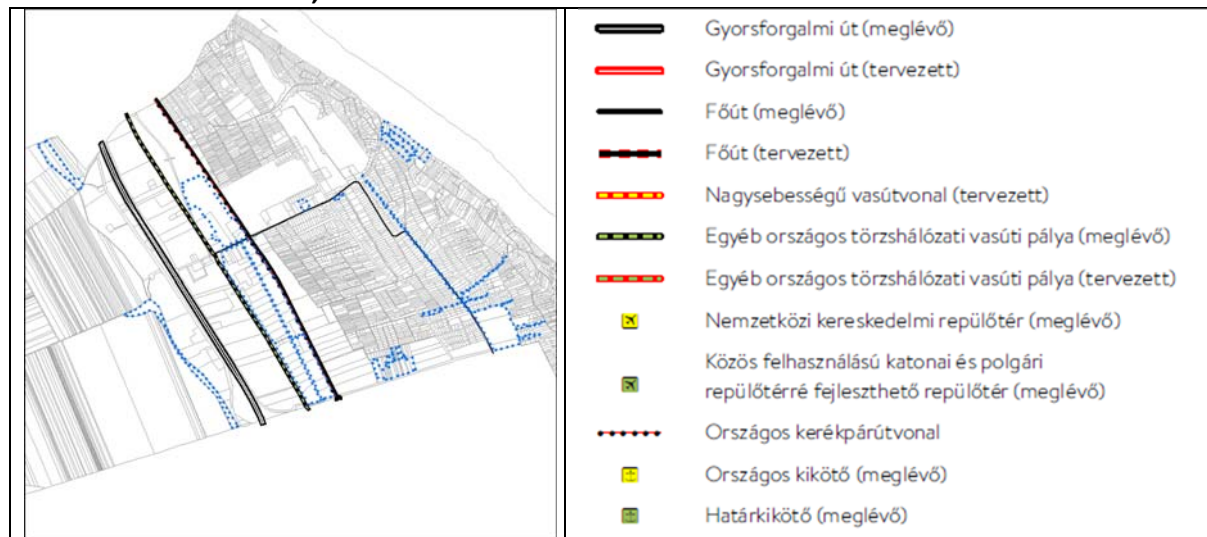 Gyorsforgalmi út (meglévő)
Gyorsforgalmi út (tervezett)
Főút (meglévő)
Főút (tervezett)
Nagysebességű vasútvonal (tervezett)
Egyéb országos törzshálózati vasúti pálya (meglévő)
Egyéb országos törzshálózati vasúti pálya (tervezett)
Nemzetközi kereskedelmi repülőtér (meglévő)
Közös felhasználású katonai és polgári
repülőtérré fejleszthető repülőtér (meglévő)
Országos kerékpárútvonal
Országos kikötő (meglévő)
Határkikötő (meglévő)